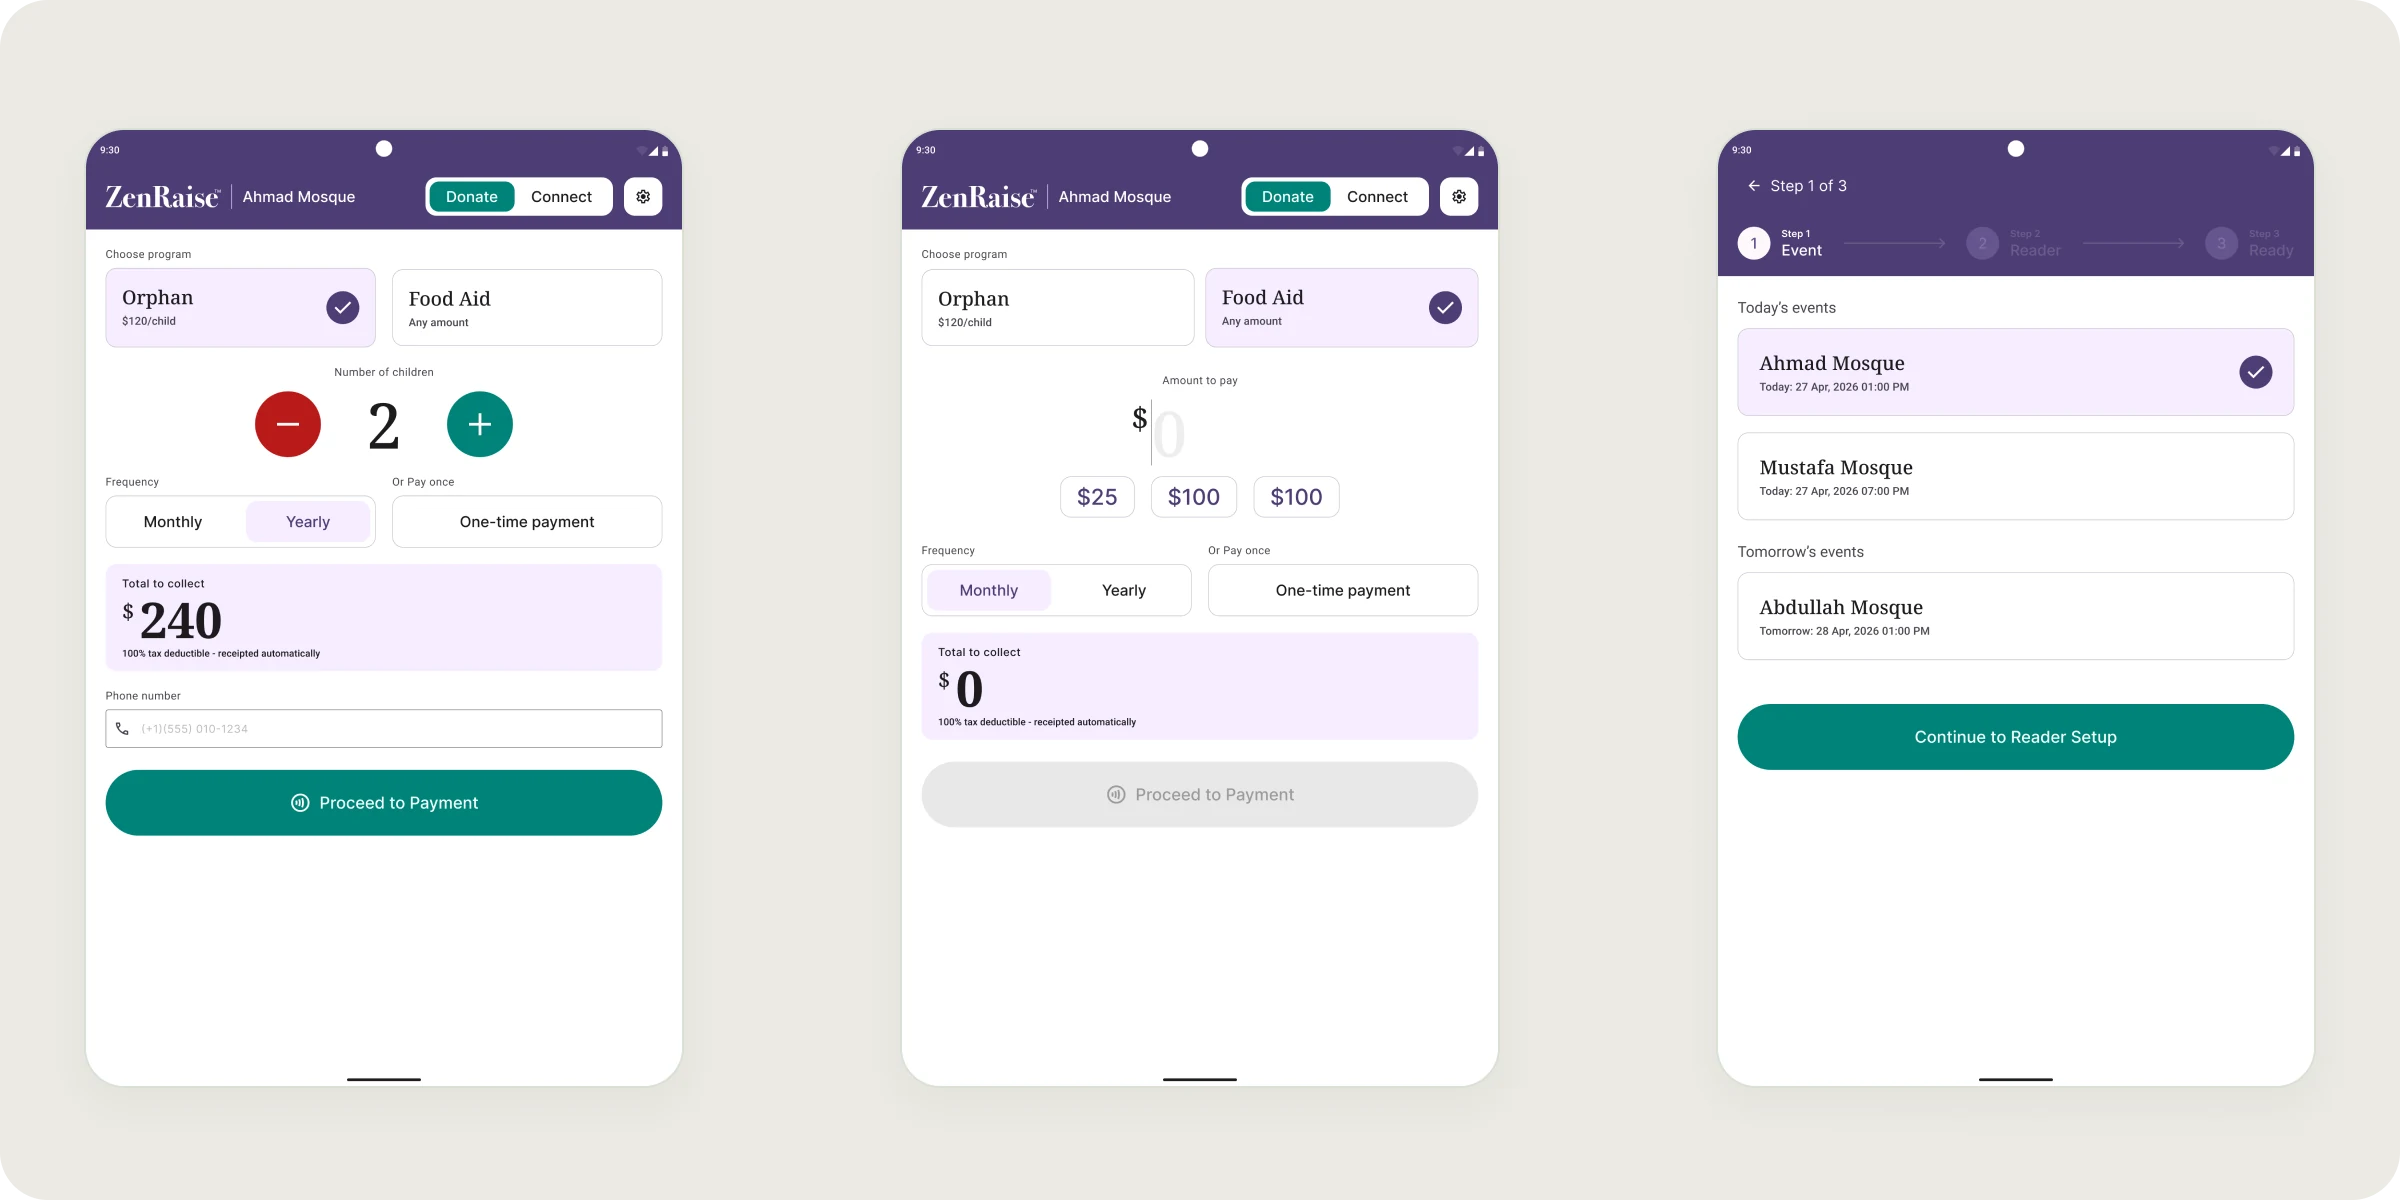 9:30
ZenRaise™ Ahmad Mosque Donate Connect
Choose program
Orphan
$120/child
Food Aid
Any amount
Number of children
2
Frequency
Or Pay once
Monthly Yearly
One-time payment
Total to collect
$ 240
100% tax deductible - receipted automatically
Phone number
(+1)(555) 010-1234
Proceed to Payment
9:30
ZenRaise™ Ahmad Mosque Donate Connect
Choose program
Orphan
$120/child
Food Aid
Any amount
Amount to pay
$ 0
$25 $100 $100
Frequency
Or Pay once
Monthly Yearly
One-time payment
Total to collect
$ 0
100% tax deductible - receipted automatically
Proceed to Payment
9:30
Step 1 of 3
1 Step 1
Event
2 Step 2
Reader
3 Step 3
Ready
Today’s events
Ahmad Mosque
Today: 27 Apr, 2026 01:00 PM
Mustafa Mosque
Today: 27 Apr, 2026 07:00 PM
Tomorrow’s events
Abdullah Mosque
Tomorrow: 28 Apr, 2026 01:00 PM
Continue to Reader Setup